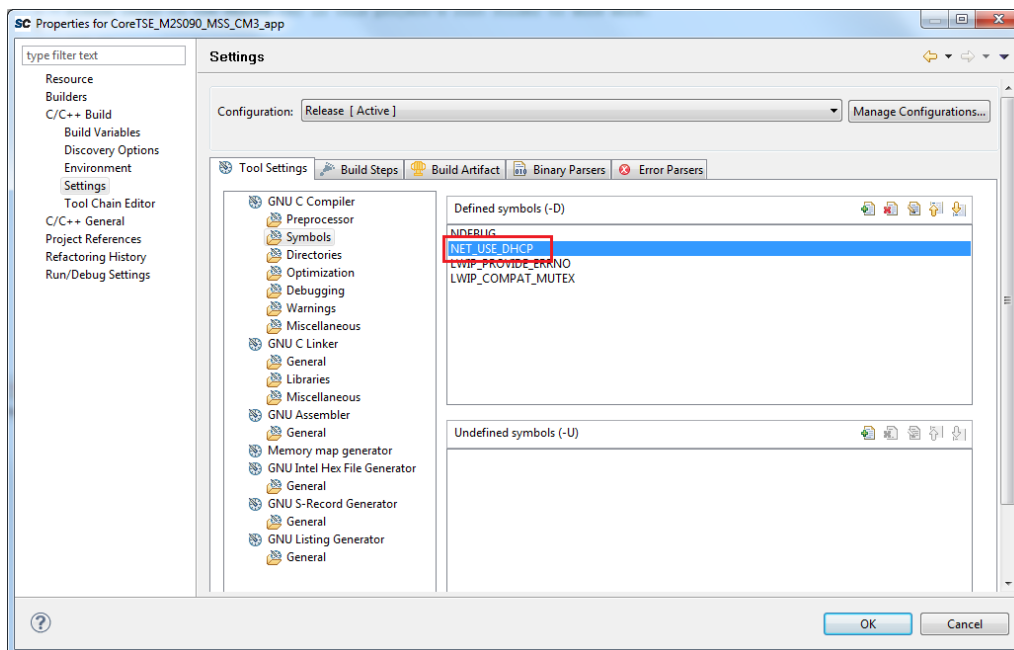 SC Properties for CoreTSE_M2S090_MSS_CM3_app
type filter text
Settings
Resource
Builders
C/C++ Build
Build Variables
Discovery Options
Environment
Settings
Tool Chain Editor
C/C++ General
Project References
Refactoring History
Run/Debug Settings
Configuration: Release [ Active ] Manage Configurations...
Tool Settings Build Steps Build Artifact Binary Parsers Error Parsers
GNU C Compiler
Preprocessor
Symbols
Directories
Optimization
Debugging
Warnings
Miscellaneous
GNU C Linker
General
Libraries
Miscellaneous
GNU Assembler
General
Memory map generator
GNU Intel Hex File Generator
General
GNU S-Record Generator
General
GNU Listing Generator
General
Defined symbols (-D)
NDEBUG
NET_USE_DHCP
LWIP_PROVIDE_ERRNO
LWIP_COMPAT_MUTEX
Undefined symbols (-U)
OK Cancel